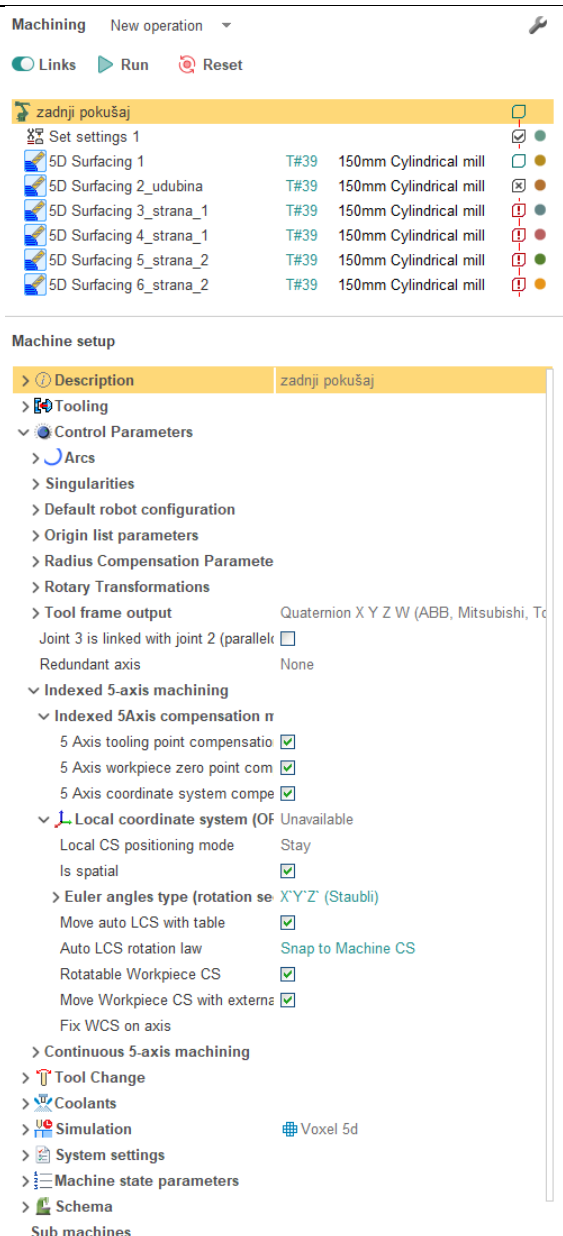 Machining New operation
Links Run Reset
zadnji pokušaj
Set settings 1
5D Surfacing 1 T#39 150mm Cylindrical mill
5D Surfacing 2_udubina T#39 150mm Cylindrical mill
5D Surfacing 3_strana_1 T#39 150mm Cylindrical mill
5D Surfacing 4_strana_1 T#39 150mm Cylindrical mill
5D Surfacing 5_strana_2 T#39 150mm Cylindrical mill
5D Surfacing 6_strana_2 T#39 150mm Cylindrical mill
Machine setup
Description zadnji pokušaj
Tooling
Control Parameters
Arcs
Singularities
Default robot configuration
Origin list parameters
Radius Compensation Paramete
Rotary Transformations
Tool frame output Quaternion X Y Z W (ABB, Mitsubishi, To
Joint 3 is linked with joint 2 (parallelo
Redundant axis None
Indexed 5-axis machining
Indexed 5Axis compensation m
5 Axis tooling point compensatio
5 Axis workpiece zero point com
5 Axis coordinate system compe
Local coordinate system (OF Unavailable
Local CS positioning mode Stay
Is spatial
Euler angles type (rotation se X`Y`Z` (Staubli)
Move auto LCS with table
Auto LCS rotation law Snap to Machine CS
Rotatable Workpiece CS
Move Workpiece CS with externa
Fix WCS on axis
Continuous 5-axis machining
Tool Change
Coolants
Simulation Voxel 5d
System settings
Machine state parameters
Schema
Sub machines